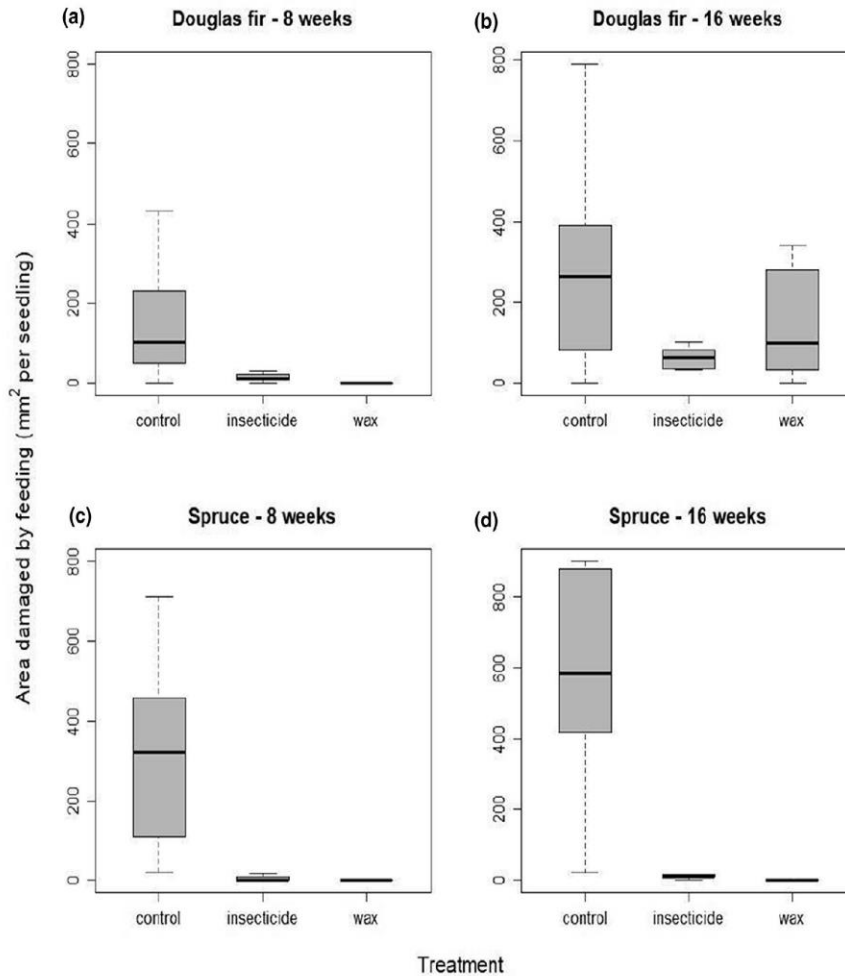 (a) Douglas fir - 8 weeks
(b) Douglas fir - 16 weeks
800
600
400
200
0
control insecticide wax
800
600
400
200
0
control insecticide wax
Area damaged by feeding (mm² per seedling)
(c) Spruce - 8 weeks
(d) Spruce - 16 weeks
800
600
400
200
0
control insecticide wax
800
600
400
200
0
control insecticide wax
Treatment